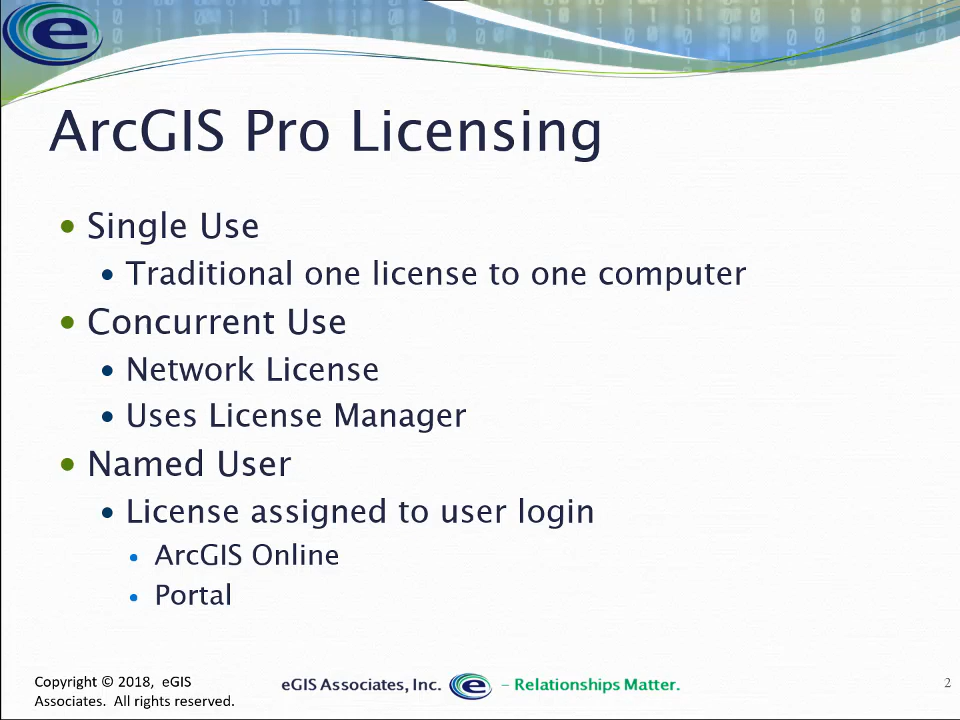 e
ArcGIS Pro Licensing
• Single Use
• Traditional one license to one computer
• Concurrent Use
• Network License
• Uses License Manager
• Named User
• License assigned to user login
• ArcGIS Online
• Portal
Copyright © 2018, eGIS
Associates. All rights reserved.
eGIS Associates, Inc. e – Relationships Matter.
2